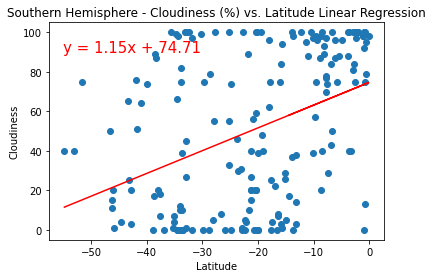 Southern Hemisphere - Cloudiness (%) vs. Latitude Linear Regression
y = 1.15x + 74.71
100
80
60
40
20
0
Cloudiness
−50 −40 −30 −20 −10 0
Latitude